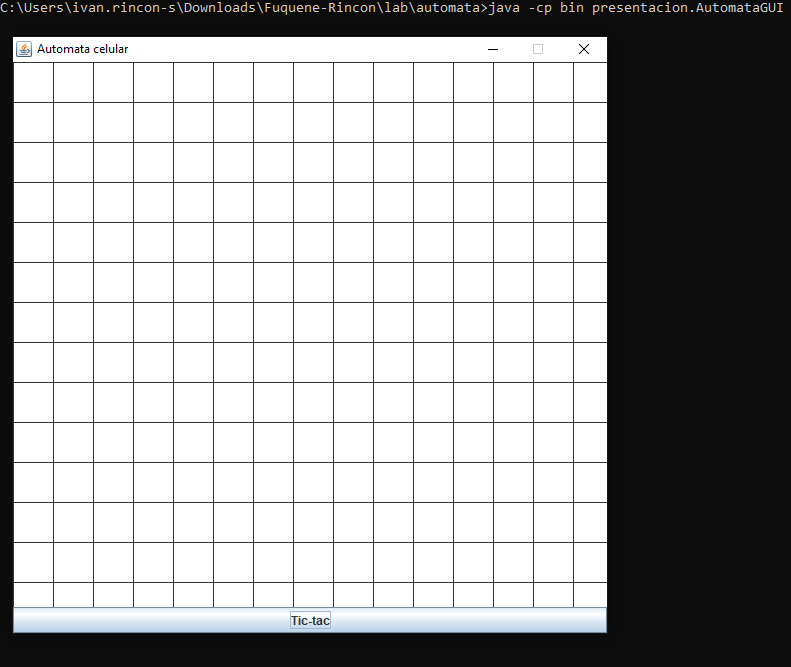 C:\Users\ivan.rincon-s\Downloads\Fuquene-Rincon\lab\automata>java -cp bin presentacion.AutomataGUI
Automata celular
Tic-tac